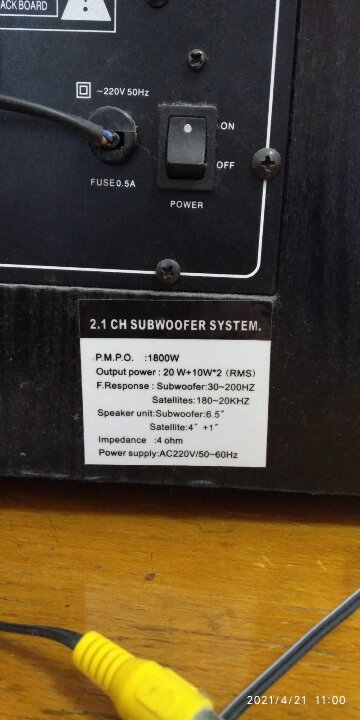 ACK BOARD
~220V 50Hz
ON
OFF
FUSE 0.5A
POWER
2.1 CH SUBWOOFER SYSTEM.
P.M.P.O. :1800W
Output power : 20 W+10W*2 (RMS)
F.Response : Subwoofer:30~200HZ
Satellites:180~20KHZ
Speaker unit:Subwoofer:6.5″
Satellite:4″ +1″
Impedance :4 ohm
Power supply:AC220V/50~60Hz
2021/4/21 11:00